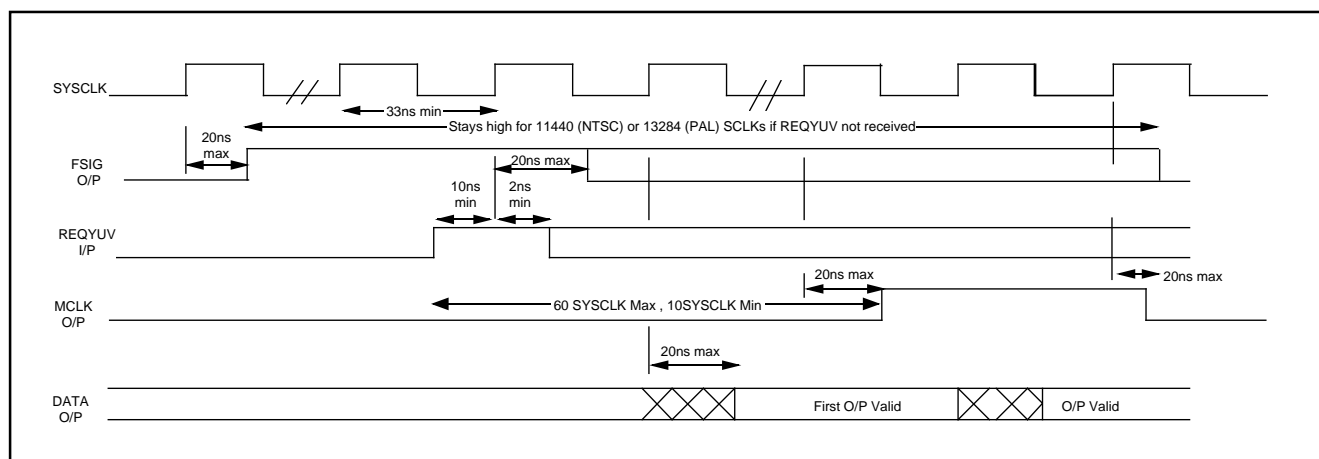 SYSCLK
33ns min
Stays high for 11440 (NTSC) or 13284 (PAL) SCLKs if REQYUV not received
20ns
max
FSIG
O/P
20ns max
10ns
min
2ns
min
REQYUV
I/P
20ns max
20ns max
MCLK
O/P
60 SYSCLK Max , 10SYSCLK Min
20ns max
DATA
O/P
First O/P Valid
O/P Valid